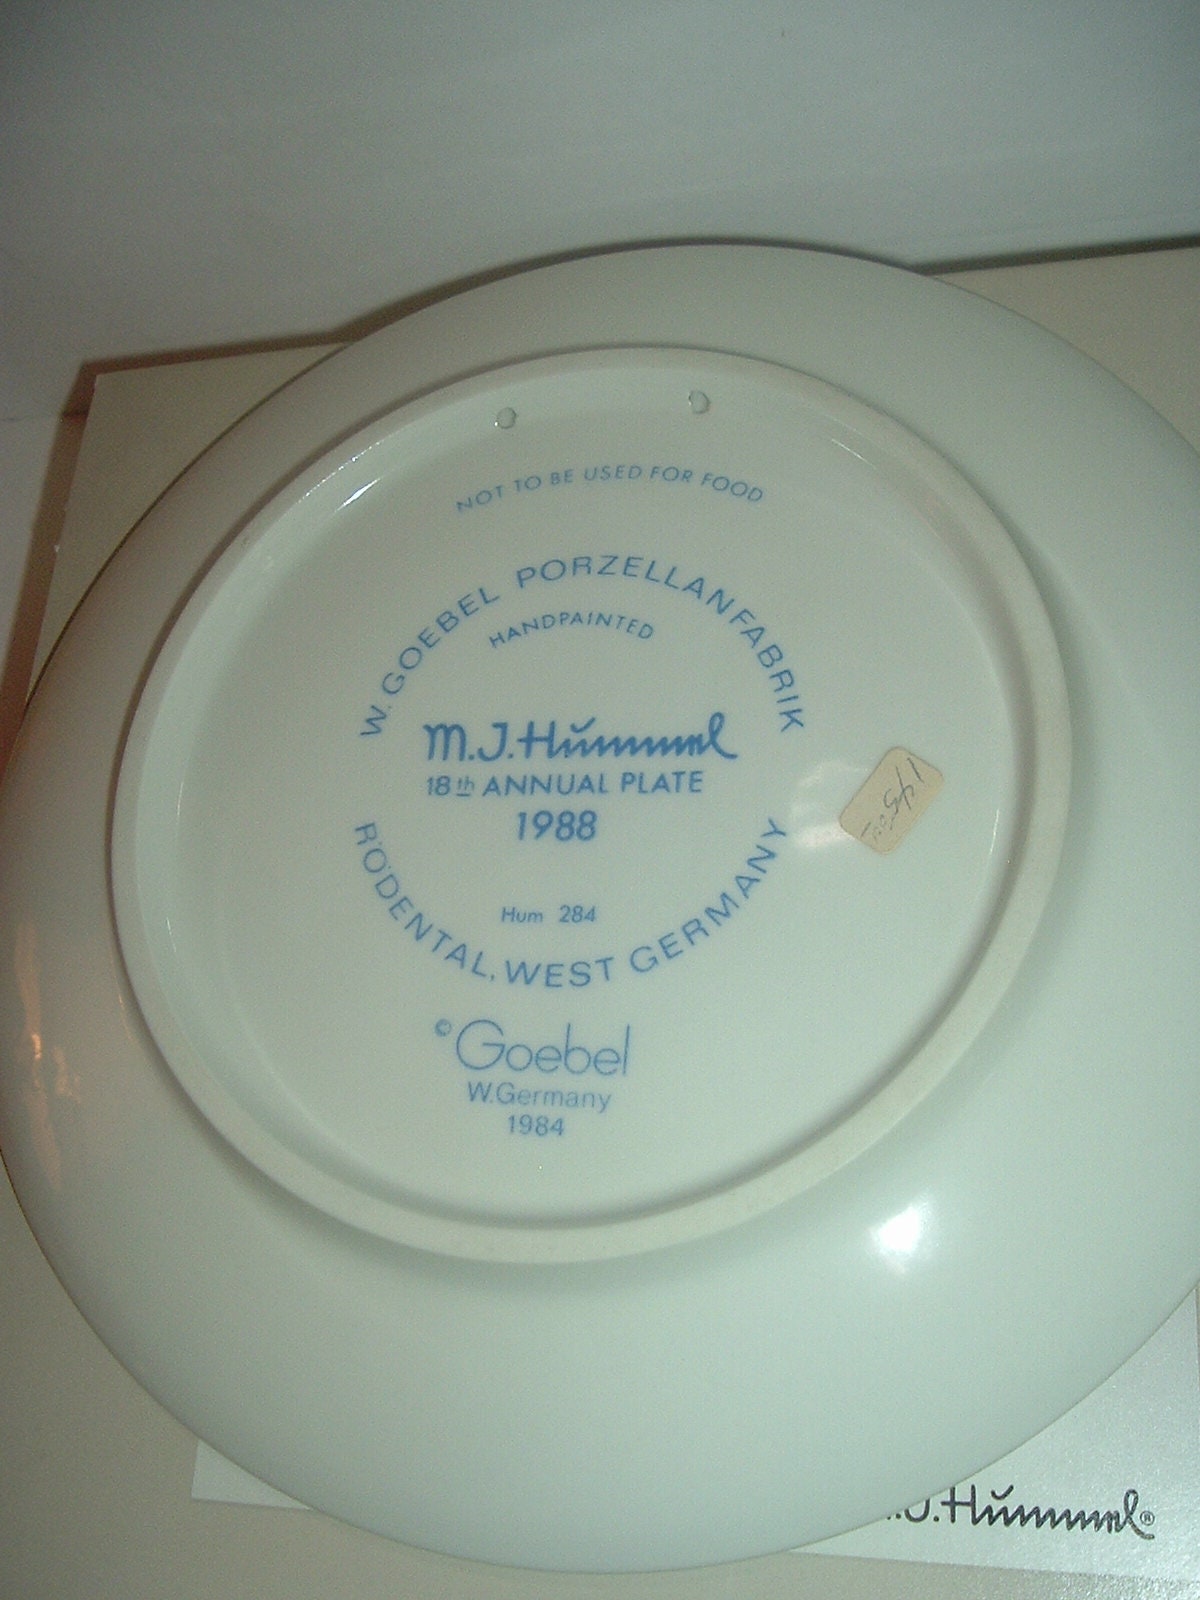 NOT TO BE USED FOR FOOD
W. GOEBEL PORZELLANFABRIK
HANDPAINTED
M.J.Hummel
18th ANNUAL PLATE
1988
Hum 284
RÖDENTAL, WEST GERMANY
© Goebel
W.Germany
1984
.J.Hummel®